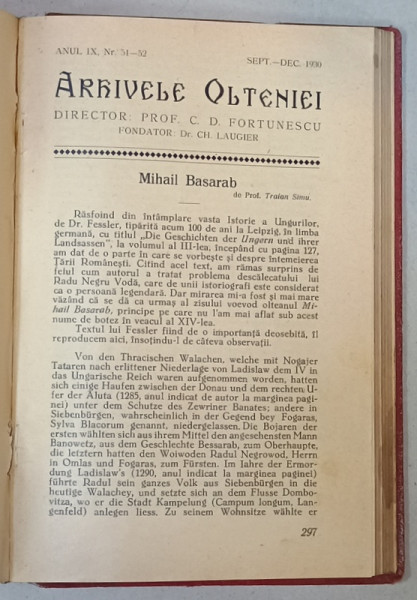 ANUL IX, Nr. 51—52
SEPT.—DEC. 1930
ARHIVELE OLTENIEI
DIRECTOR: PROF. C. D. FORTUNESCU
FONDATOR: Dr. CH. LAUGIER
Mihail Basarab
de Prof. Traian Simu.
Răsfoind din întâmplare vasta Istorie a Ungurilor,
de Dr. Fessler, tipărită acum 100 de ani la Leipzig, în limba
germană, cu titlul „Die Geschichten der Ungern und ihrer
Landsassen”, la volumul al III-lea, începând cu pagina 127,
am dat de o parte în care se vorbește și despre întemeierea
Țării Românești. Citind acel text, am rămas surprins de
felul cum autorul a tratat problema descălecatului lui
Radu Negru Vodă, care de unii istoriografi este considerat
ca o persoană legendară. Dar mirarea mi-a fost și mai mare
văzând că se dă ca urmaș al zisului voevod olteanul Mi-
hail Basarab, principe pe care nu l'am mai aflat sub acest
nume de botez în veacul al XIV-lea.
Textul lui Fessler fiind de o importanță deosebită, îl
reproducem aici, însoțindu-l de câteva observații.
Von den Thracischen Walachen, welche mit Nogajer
Tataren nach erlittener Niederlage von Ladislaw dem IV in
das Ungarische Reich waren aufgenommen worden, hatten
sich einige Haufen zwischen der Donau und dem rechten U-
fer der Aluta (1285, anul indicat de autor la marginea pagi-
nei) unter dem Schutze des Zewriner Banates; andere in
Siebenbürgen, wahrscheinlich in der Gegend bey Fogaras,
Sylva Blacorum genannt, niedergelassen. Die Bojaren der
ersten wählten sich aus ihrem Mittel den angesehensten Mann
Banowetz, aus dem Geschlechte Bessarab, zum Oberhaupte,
die letztern hatten den Woiwoden Radul Negrowod, Herrn
in Omlas und Fogaras, zum Fürsten. Im Jahre der Ermor-
dung Ladislaw's (1290, anul indicat la marginea paginei)
führte Radul sein ganzes Volk aus Siebenbürgen in die
heutige Walachey, und setzte sich an dem Flusse Dombo-
vitza, wo er die Stadt Kampelung (Campum longum, Lan-
genfeld) anlegen liess. Zu seinem Wohnsitze wählte er
297